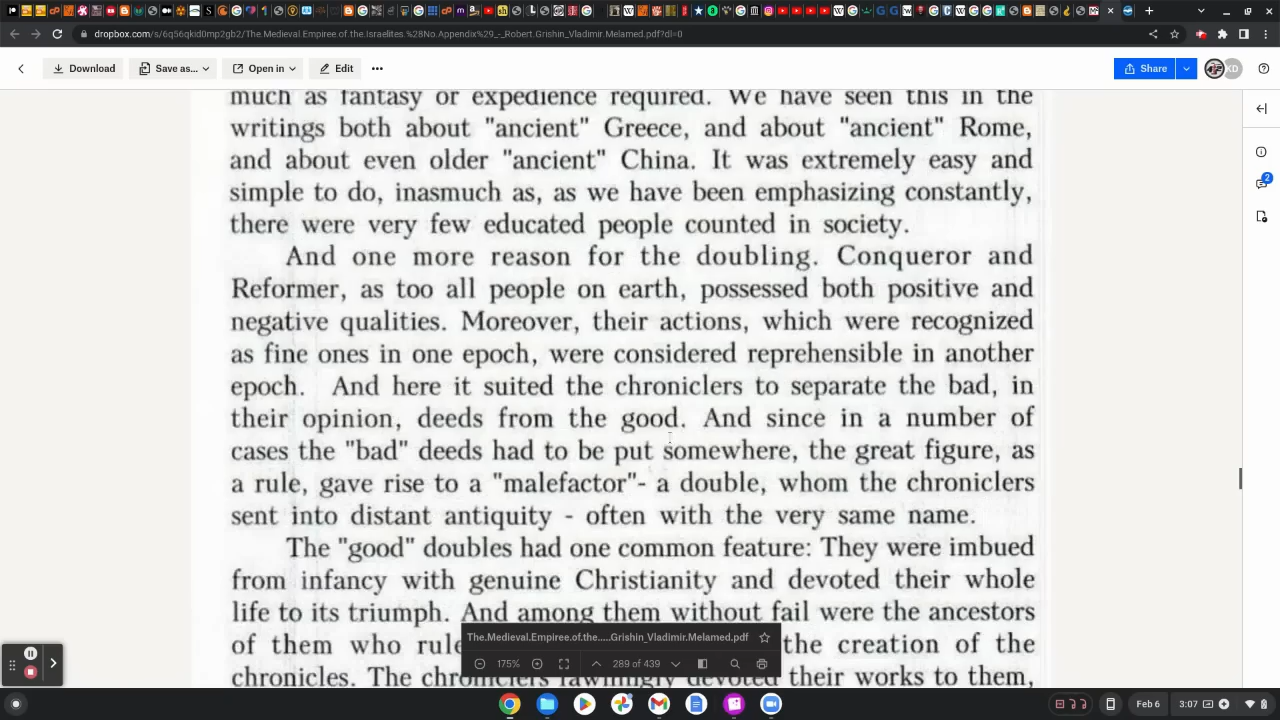 dropbox.com/s/6q56qkid0mp2gb2/The.Medieval.Empiree.of.the.Israelites.%28No.Appendix%29_-_Robert.Grishin_Vladimir.Melamed.pdf?dl=0
Download Save as... Open in Edit Share KD
2
much as fantasy or expedience required. We have seen this in the
writings both about "ancient" Greece, and about "ancient" Rome,
and about even older "ancient" China. It was extremely easy and
simple to do, inasmuch as, as we have been emphasizing constantly,
there were very few educated people counted in society.
And one more reason for the doubling. Conqueror and
Reformer, as too all people on earth, possessed both positive and
negative qualities. Moreover, their actions, which were recognized
as fine ones in one epoch, were considered reprehensible in another
epoch. And here it suited the chroniclers to separate the bad, in
their opinion, deeds from the good. And since in a number of
cases the "bad" deeds had to be put somewhere, the great figure, as
a rule, gave rise to a "malefactor"- a double, whom the chroniclers
sent into distant antiquity - often with the very same name.
The "good" doubles had one common feature: They were imbued
from infancy with genuine Christianity and devoted their whole
life to its triumph. And among them without fail were the ancestors
of them who rule the creation of the
chronicles. The chroniclers fawningly devoted their works to them,
The.Medieval.Empiree.of.the.....Grishin_Vladimir.Melamed.pdf
175% 289 of 439
Feb 6 3:07